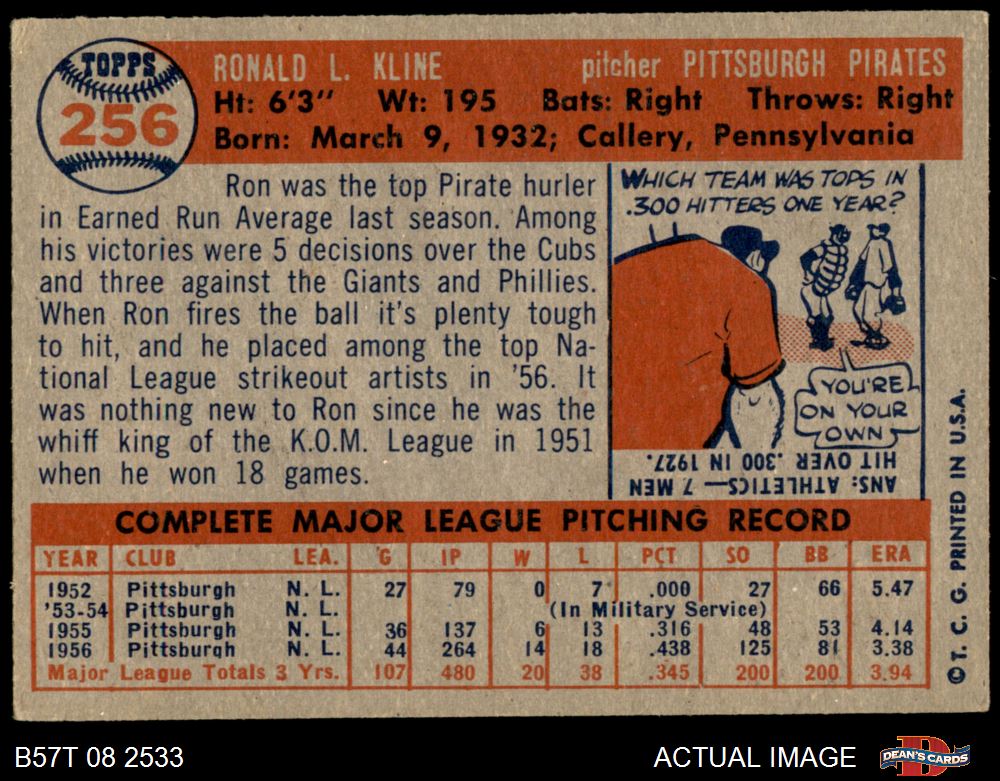 TOPPS
256
RONALD L. KLINE pitcher PITTSBURGH PIRATES
Ht: 6'3" Wt: 195 Bats: Right Throws: Right
Born: March 9, 1932; Callery, Pennsylvania
Ron was the top Pirate hurler
in Earned Run Average last season. Among
his victories were 5 decisions over the Cubs
and three against the Giants and Phillies.
When Ron fires the ball it's plenty tough
to hit, and he placed among the top Na-
tional League strikeout artists in '56. It
was nothing new to Ron since he was the
whiff king of the K.O.M. League in 1951
when he won 18 games.
WHICH TEAM WAS TOPS IN
.300 HITTERS ONE YEAR?
YOU'RE
ON YOUR
OWN
ANS: ATHLETICS—7 MEN
HIT OVER .300 IN 1927.
COMPLETE MAJOR LEAGUE PITCHING RECORD
YEAR CLUB LEA. G IP W L PCT SO BB ERA
1952 Pittsburgh N. L. 27 79 0 7 .000 27 66 5.47
'53-54 Pittsburgh N. L. (In Military Service)
1955 Pittsburgh N. L. 36 137 6 13 .316 48 53 4.14
1956 Pittsburgh N. L. 44 264 14 18 .438 125 81 3.38
Major League Totals 3 Yrs. 107 480 20 38 .345 200 200 3.94
©T. C. G. PRINTED IN U.S.A.
B57T 08 2533 ACTUAL IMAGE DEAN'S CARDS